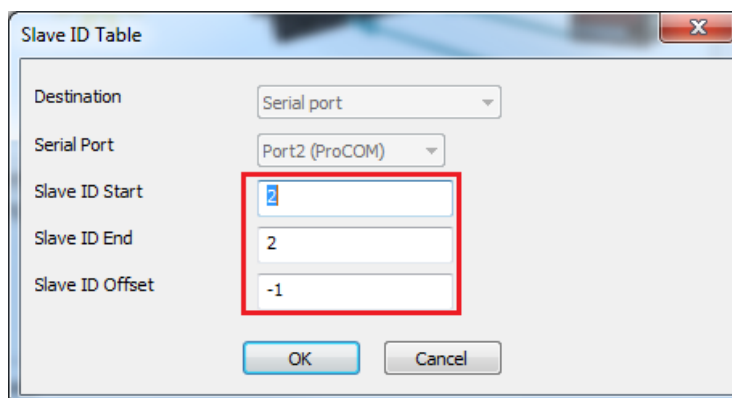 Slave ID Table
Destination Serial port
Serial Port Port2 (ProCOM)
Slave ID Start 2
Slave ID End 2
Slave ID Offset -1
OK Cancel